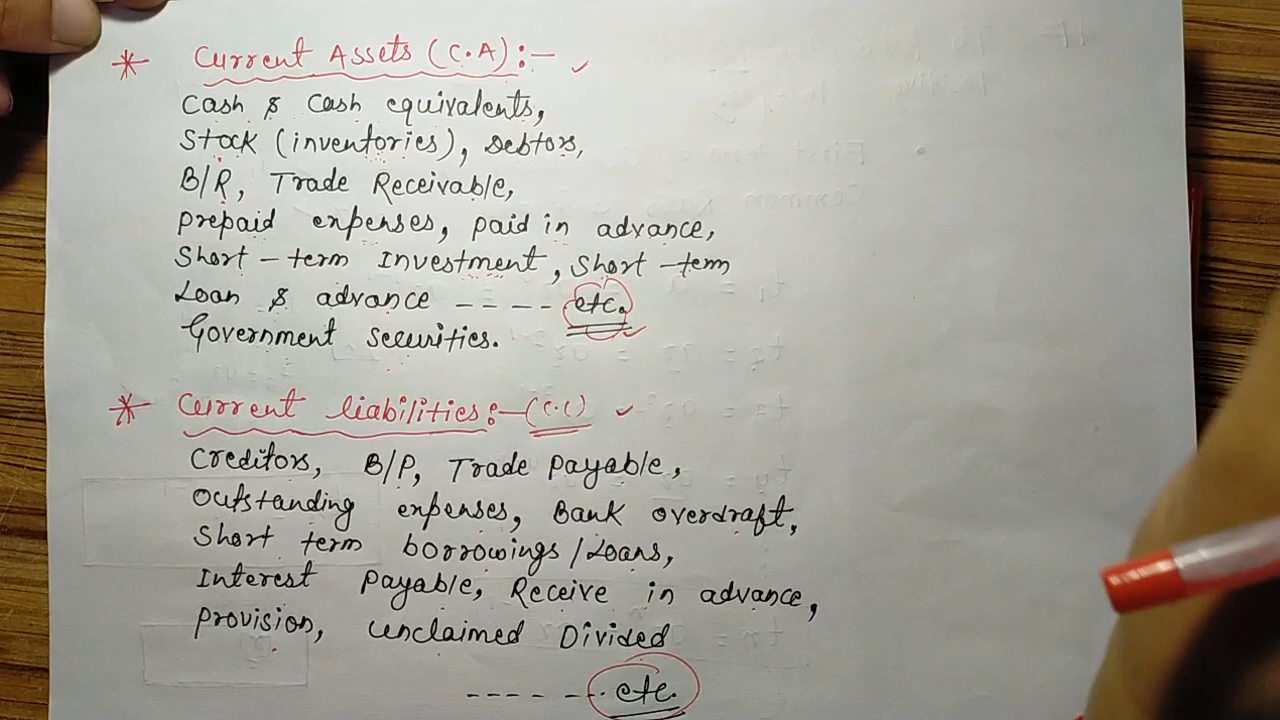 * Current Assets (C.A) :-
Cash & Cash equivalents,
Stock (inventories), Debtors,
B/R, Trade Receivable,
Prepaid expenses, paid in advance,
Short-term Investment, Short-term
Loan & advance ---- etc.
Government Securities.
* Current liabilities :- (C.L)
Creditors, B/P, Trade Payable,
Outstanding expenses, Bank overdraft,
Short term borrowings / Loans,
Interest Payable, Receive in advance,
Provision, Unclaimed Divided
------ etc.